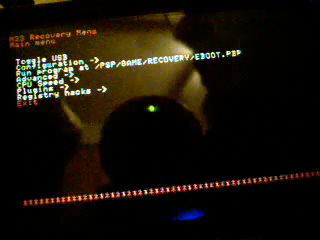 M33 Recovery Menu
Main menu
Toggle USB
Configuration ->
Run program at /PSP/GAME/RECOVERY/EBOOT.PBP
Advanced ->
CPU Speed ->
Plugins ->
Registry hacks ->
Exit